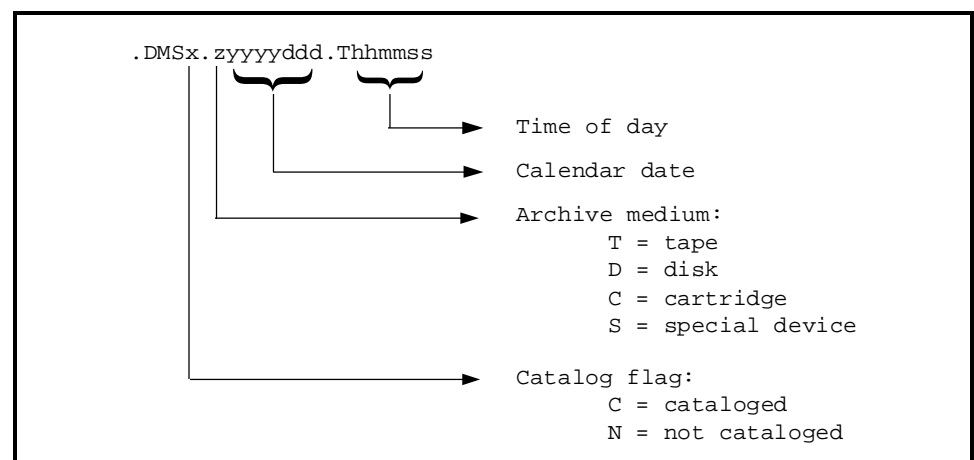 .DMSx.zyyyyddd.Thhmmss
Time of day
Calendar date
Archive medium:
T = tape
D = disk
C = cartridge
S = special device
Catalog flag:
C = cataloged
N = not cataloged